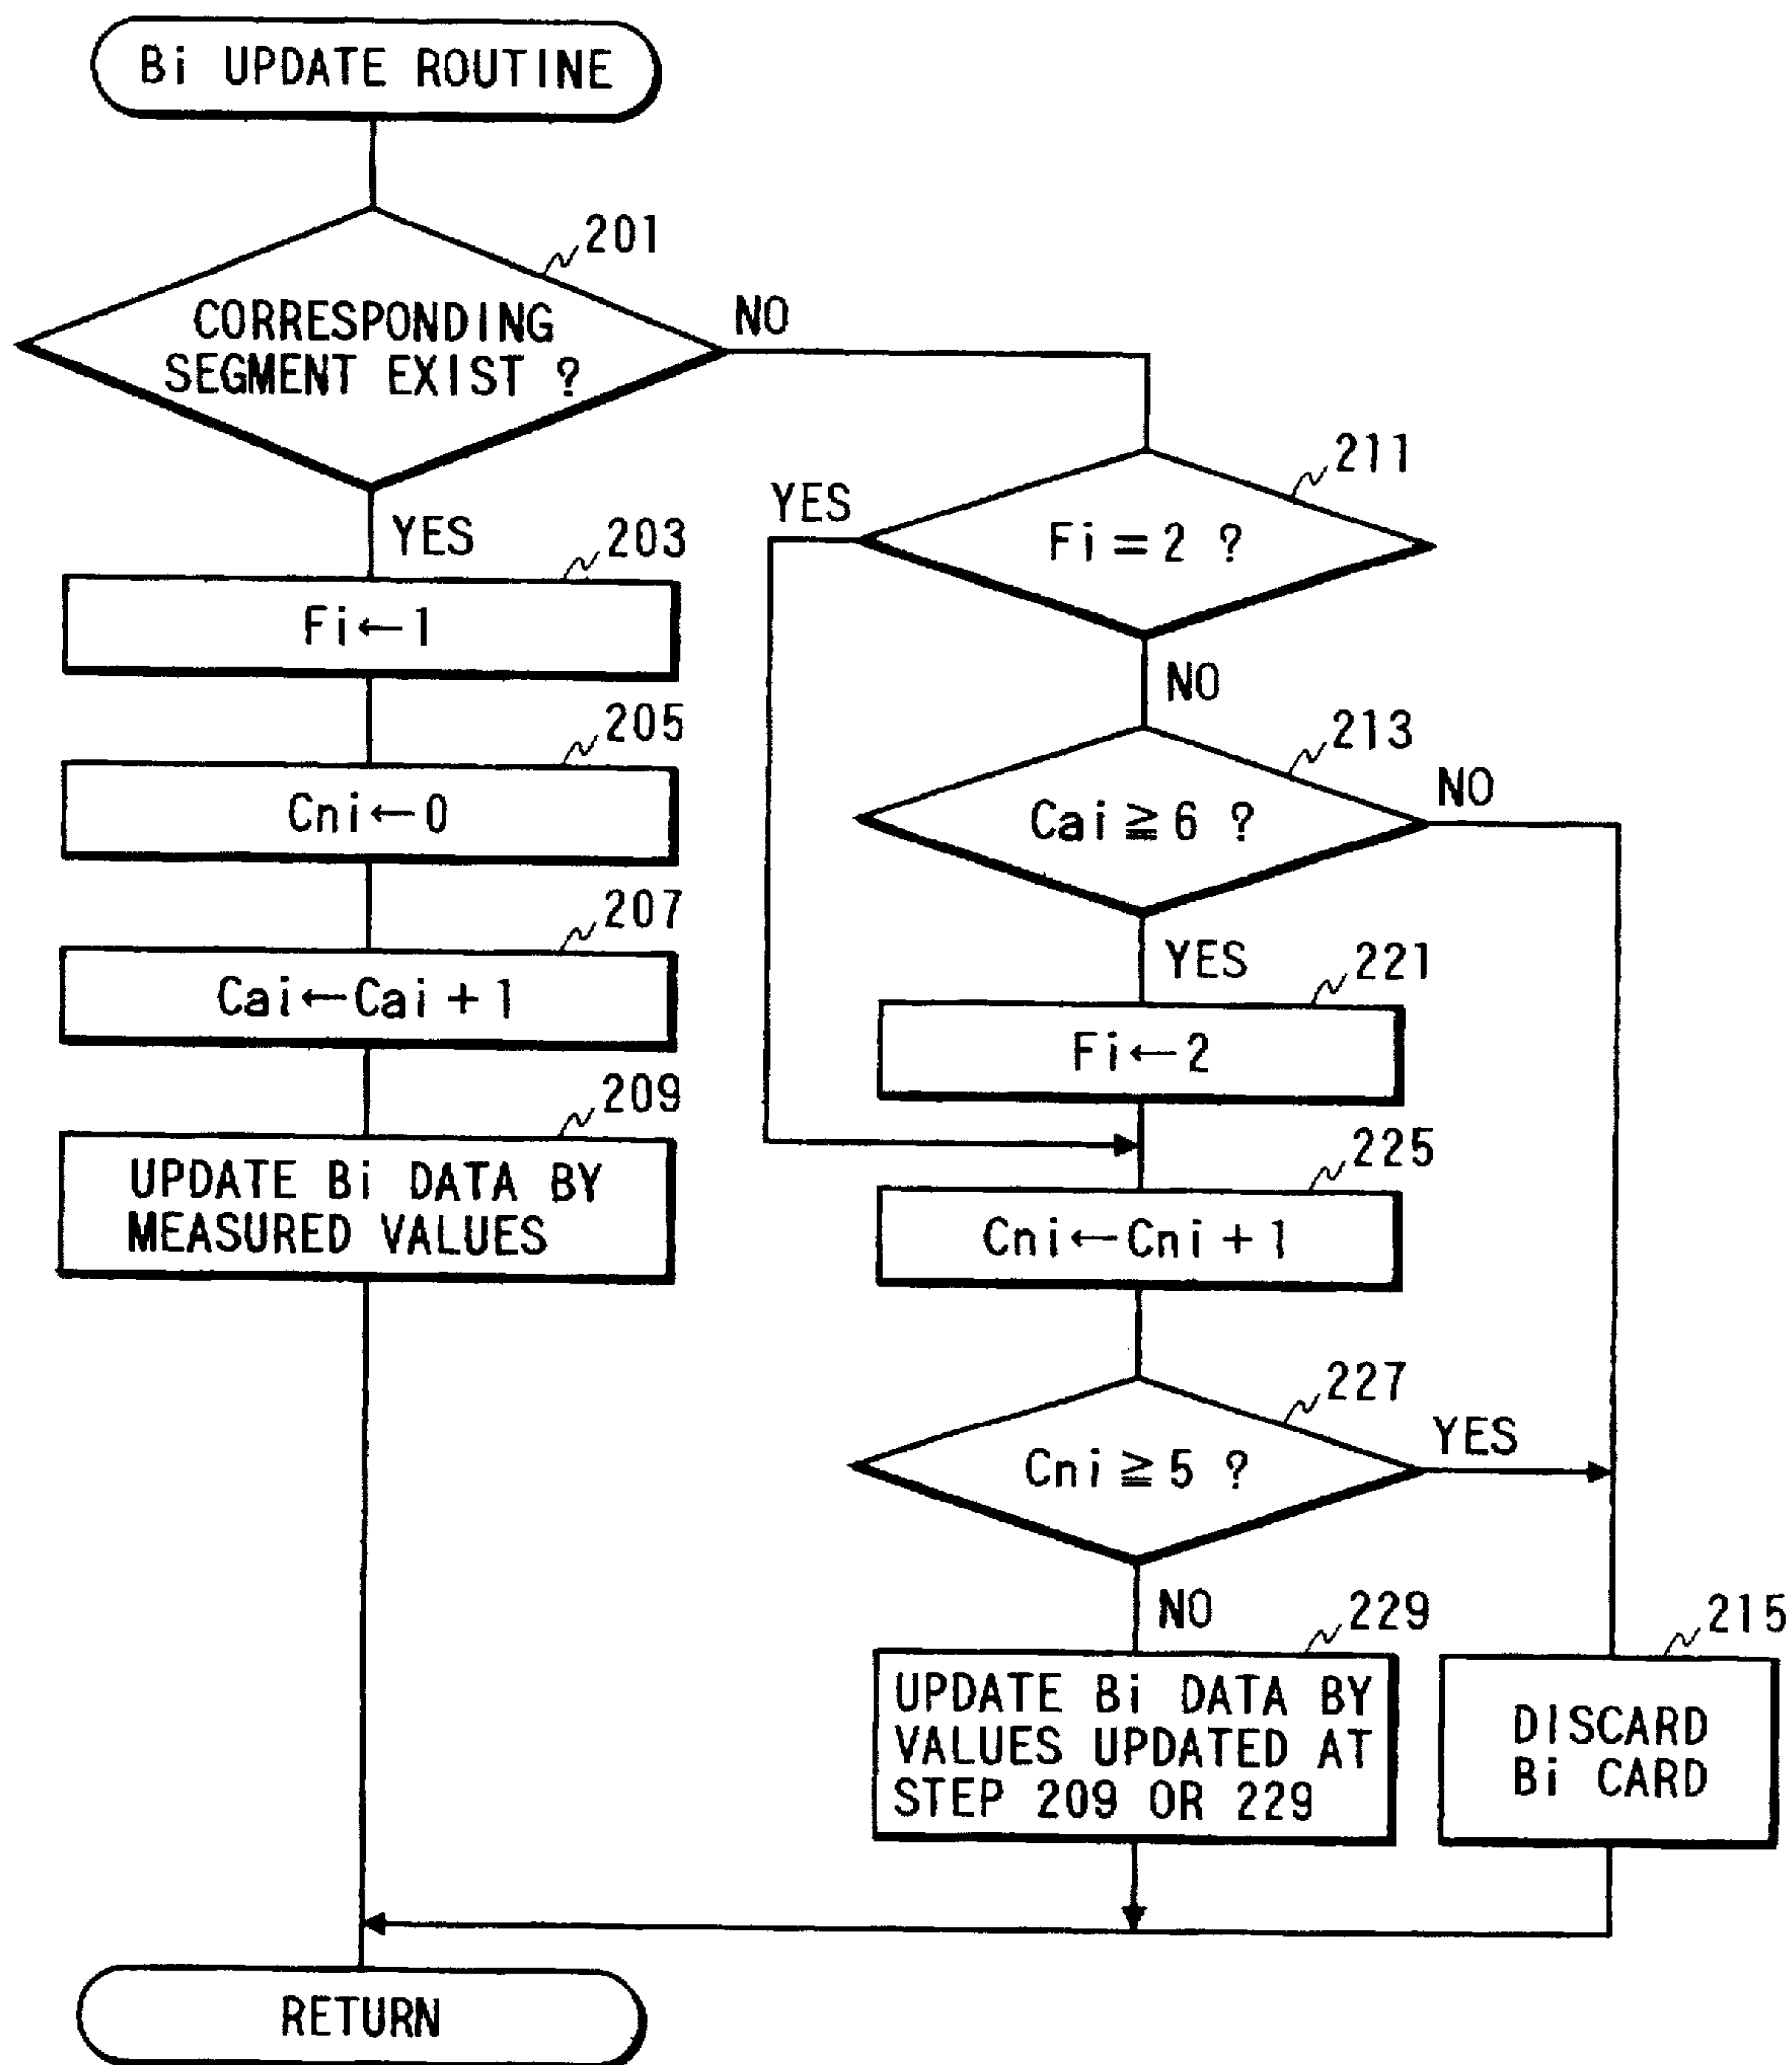 Bi UPDATE ROUTINE
201
CORRESPONDING
SEGMENT EXIST ?
NO
YES
203
Fi←1
205
Cni←0
207
Cai←Cai+1
209
UPDATE Bi DATA BY
MEASURED VALUES
211
YES
Fi=2 ?
NO
213
Cai≧6 ?
NO
YES
221
Fi←2
225
Cni←Cni+1
227
Cni≧5 ?
YES
NO
229
UPDATE Bi DATA BY
VALUES UPDATED AT
STEP 209 OR 229
215
DISCARD
Bi CARD
RETURN